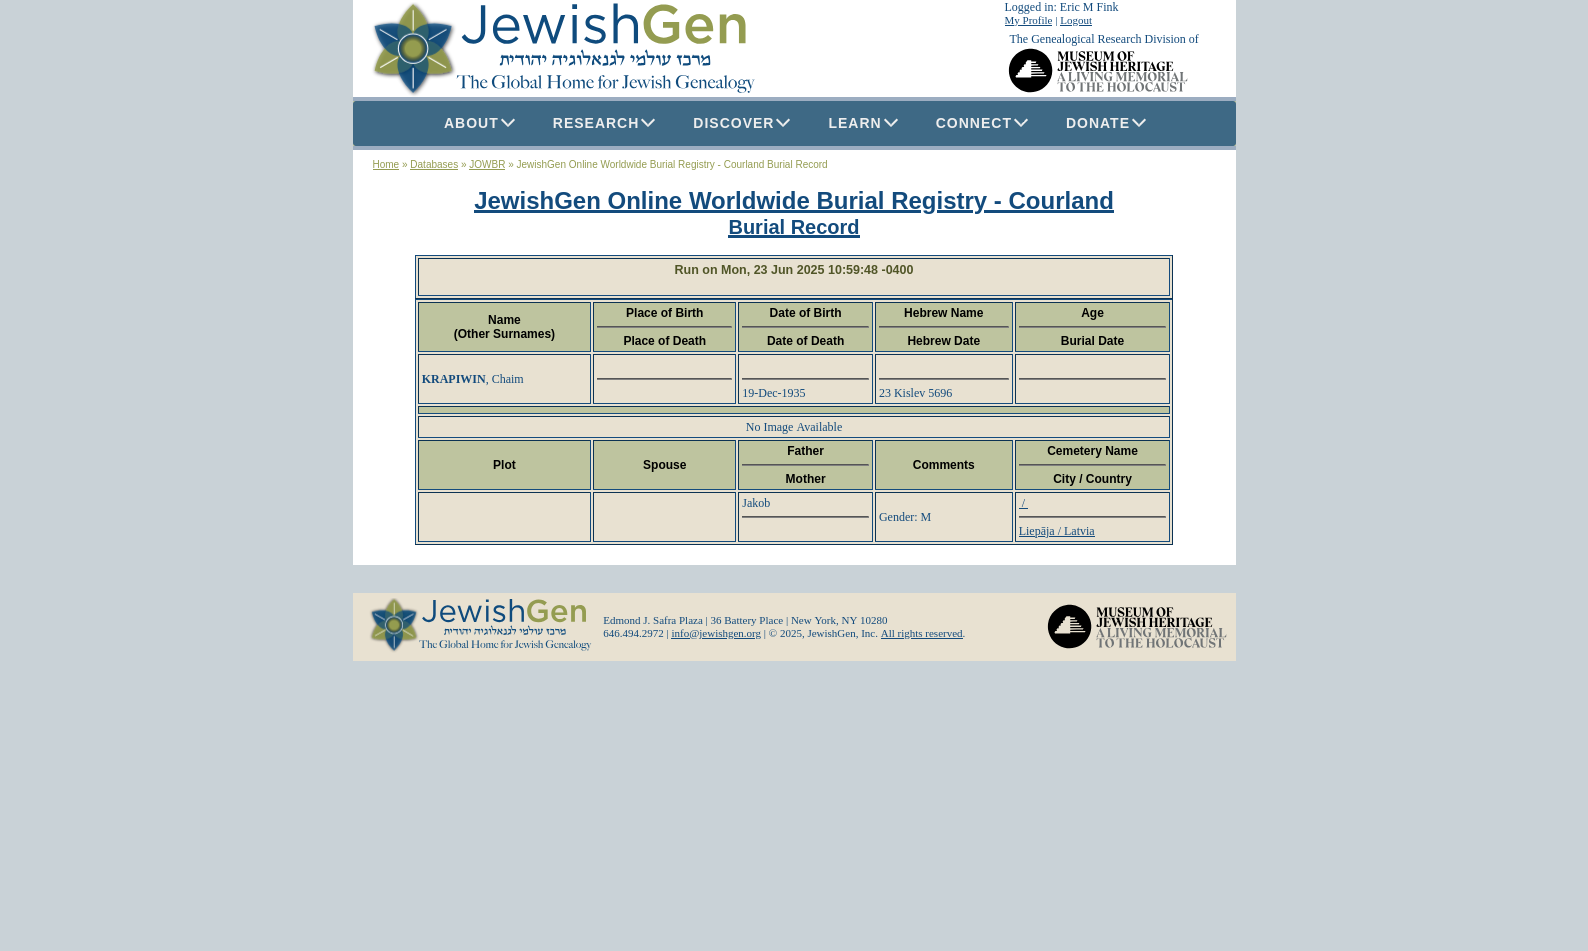 JewishGen
מרכז עולמי לגנאלוגיה יהודית
The Global Home for Jewish Genealogy
Logged in: Eric M Fink
My Profile | Logout
The Genealogical Research Division of
MUSEUM OF
JEWISH HERITAGE
A LIVING MEMORIAL
TO THE HOLOCAUST
ABOUT RESEARCH DISCOVER LEARN CONNECT DONATE
Home » Databases » JOWBR » JewishGen Online Worldwide Burial Registry - Courland Burial Record
JewishGen Online Worldwide Burial Registry - Courland
Burial Record
Run on Mon, 23 Jun 2025 10:59:48 -0400
Name
(Other Surnames)
Place of Birth
Place of Death
Date of Birth
Date of Death
Hebrew Name
Hebrew Date
Age
Burial Date
KRAPIWIN, Chaim
19-Dec-1935
23 Kislev 5696
No Image Available
Plot
Spouse
Father
Mother
Comments
Cemetery Name
City / Country
Jakob
Gender: M
/
Liepāja / Latvia
JewishGen
מרכז עולמי לגנאלוגיה יהודית
The Global Home for Jewish Genealogy
Edmond J. Safra Plaza | 36 Battery Place | New York, NY 10280
646.494.2972 | info@jewishgen.org | © 2025, JewishGen, Inc. All rights reserved.
MUSEUM OF
JEWISH HERITAGE
A LIVING MEMORIAL
TO THE HOLOCAUST